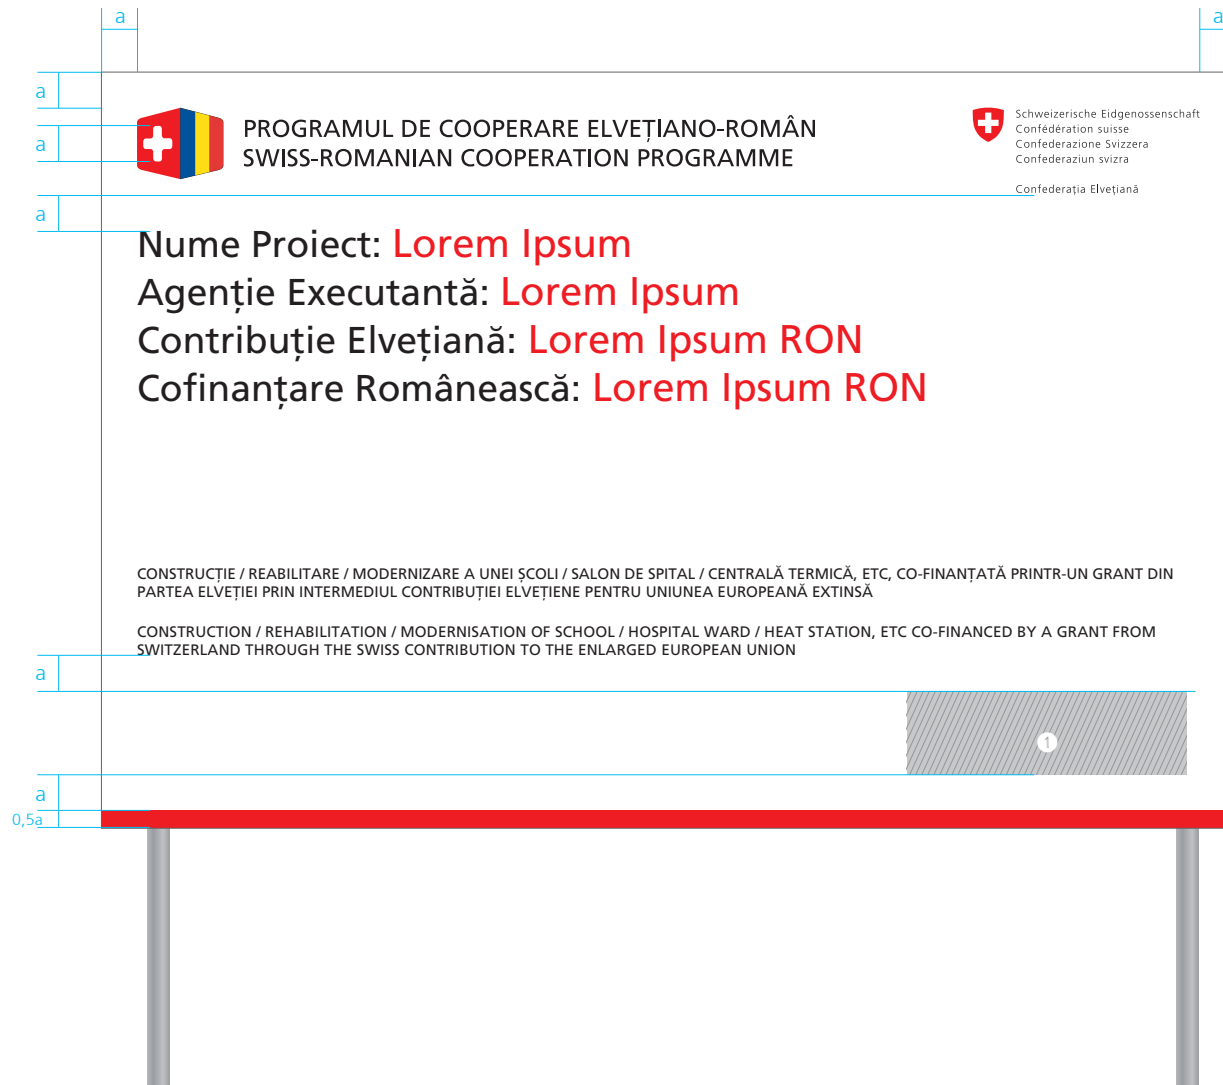 a
a
a
a
a
PROGRAMUL DE COOPERARE ELVEȚIANO-ROMÂN
SWISS-ROMANIAN COOPERATION PROGRAMME
Schweizerische Eidgenossenschaft
Confédération suisse
Confederazione Svizzera
Confederaziun svizra
Confederația Elvețiană
Nume Proiect: Lorem Ipsum
Agenție Executantă: Lorem Ipsum
Contribuție Elvețiană: Lorem Ipsum RON
Cofinanțare Românească: Lorem Ipsum RON
CONSTRUCȚIE / REABILITARE / MODERNIZARE A UNEI ȘCOLI / SALON DE SPITAL / CENTRALĂ TERMICĂ, ETC, CO-FINANȚATĂ PRINTR-UN GRANT DIN
PARTEA ELVEȚIEI PRIN INTERMEDIUL CONTRIBUȚIEI ELVEȚIENE PENTRU UNIUNEA EUROPEANĂ EXTINSĂ
CONSTRUCTION / REHABILITATION / MODERNISATION OF SCHOOL / HOSPITAL WARD / HEAT STATION, ETC CO-FINANCED BY A GRANT FROM
SWITZERLAND THROUGH THE SWISS CONTRIBUTION TO THE ENLARGED EUROPEAN UNION
a
1
a
0,5a